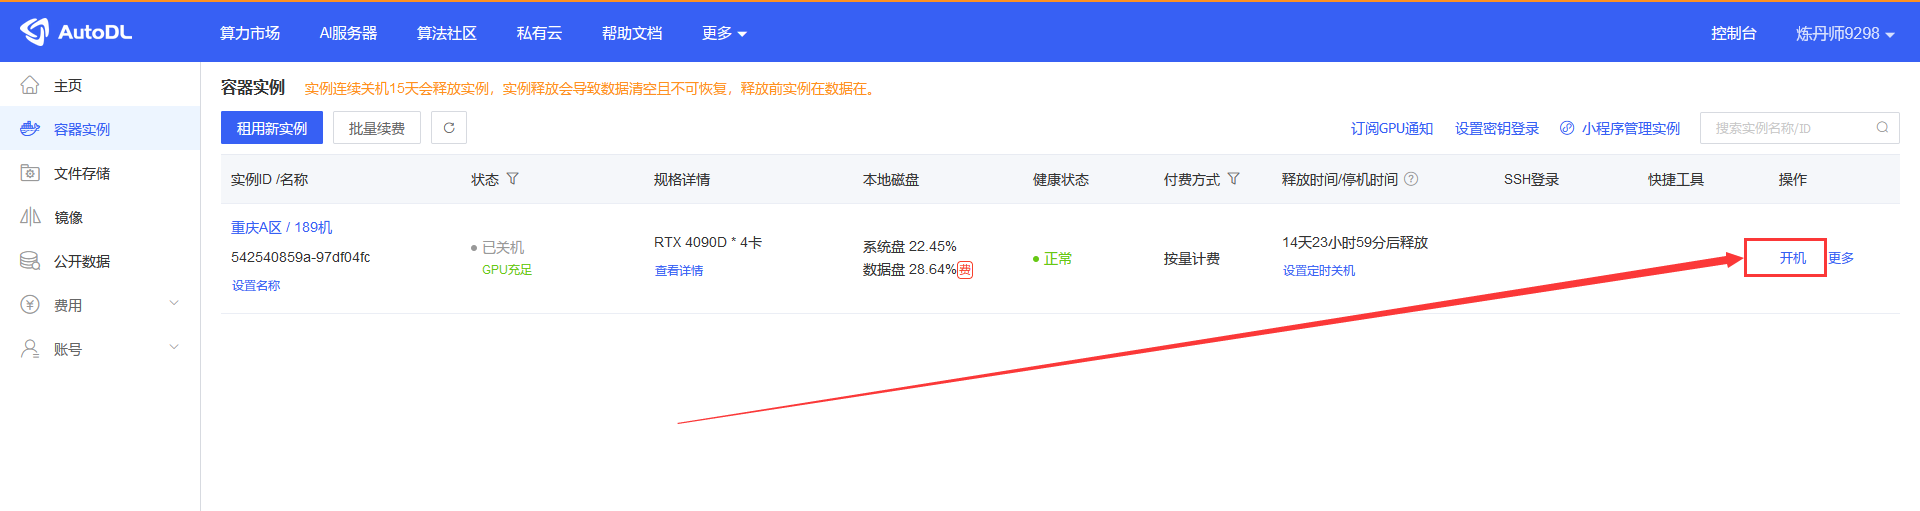 AutoDL 算力市场 AI服务器 算法社区 私有云 帮助文档 更多 控制台 炼丹师9298
主页
容器实例
文件存储
镜像
公开数据
费用
账号
容器实例 实例连续关机15天会释放实例，实例释放会导致数据清空且不可恢复，释放前实例在数据在。
租用新实例 批量续费 订阅GPU通知 设置密钥登录 小程序管理实例 搜索实例名称/ID
实例ID /名称 状态 规格详情 本地磁盘 健康状态 付费方式 释放时间/停机时间 SSH登录 快捷工具 操作
重庆A区 / 189机
542540859a-97df04fc
设置名称
已关机
GPU充足
RTX 4090D * 4卡
查看详情
系统盘 22.45%
数据盘 28.64% 费
正常
按量计费
14天23小时59分后释放
设置定时关机
开机 更多